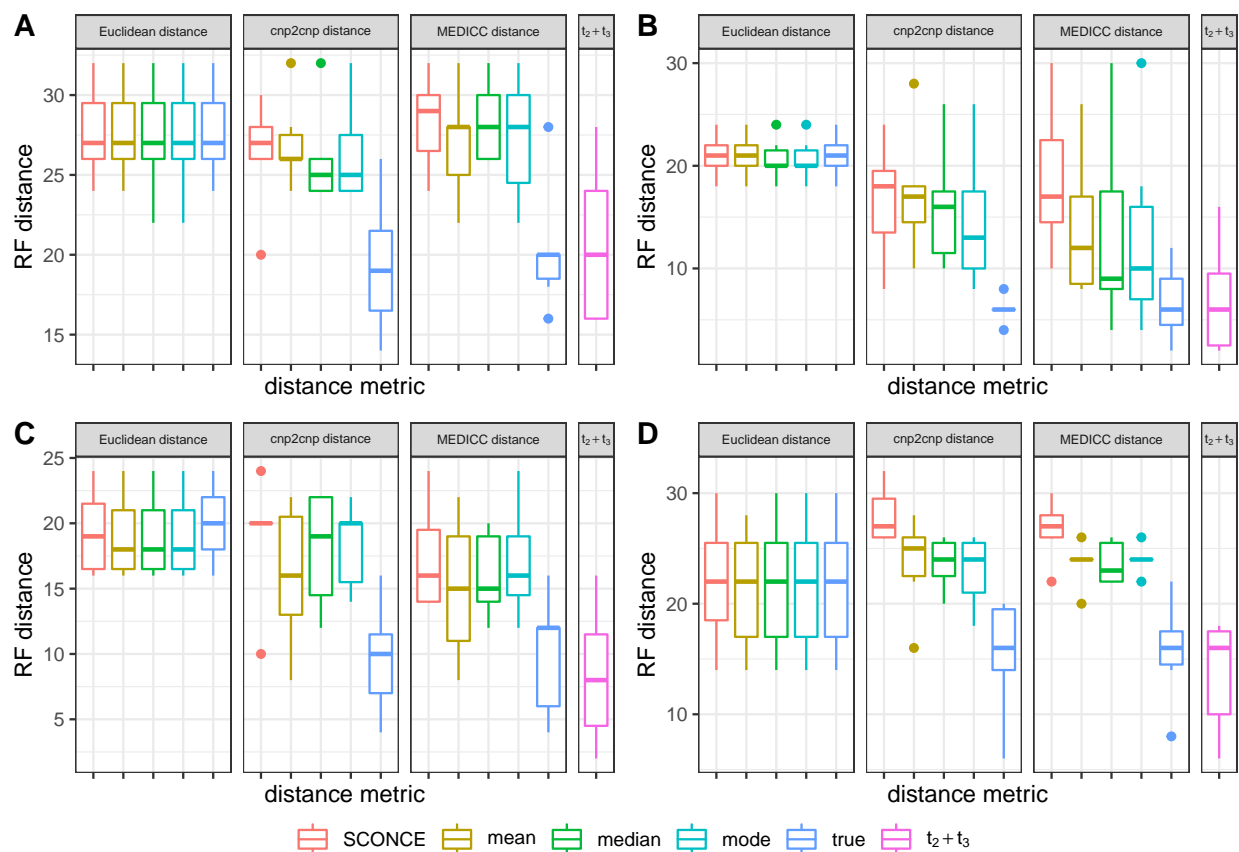 A
Euclidean distance
cnp2cnp distance
MEDICC distance
t2 + t3
RF distance
30
25
20
15
distance metric
B
Euclidean distance
cnp2cnp distance
MEDICC distance
t2 + t3
RF distance
30
20
10
distance metric
C
Euclidean distance
cnp2cnp distance
MEDICC distance
t2 + t3
RF distance
25
20
15
10
5
distance metric
D
Euclidean distance
cnp2cnp distance
MEDICC distance
t2 + t3
RF distance
30
20
10
distance metric
SCONCE mean median mode true t2 + t3